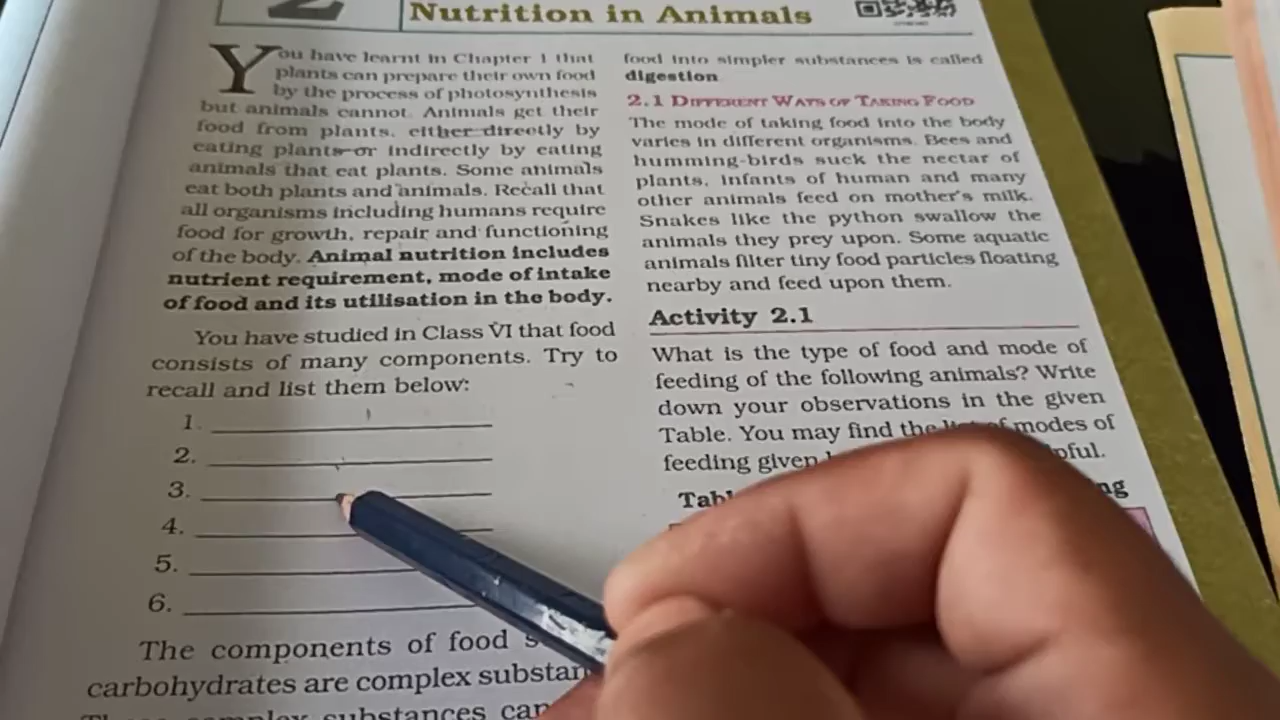 2
Nutrition in Animals
You have learnt in Chapter 1 that
plants can prepare their own food
by the process of photosynthesis
but animals cannot. Animals get their
food from plants, either directly by
eating plants or indirectly by eating
animals that eat plants. Some animals
eat both plants and animals. Recall that
all organisms including humans require
food for growth, repair and functioning
of the body. Animal nutrition includes
nutrient requirement, mode of intake
of food and its utilisation in the body.
You have studied in Class VI that food
consists of many components. Try to
recall and list them below:
1.
2.
3.
4.
5.
6.
The components of food
carbohydrates are complex
complex substances
food into simpler substances is called
digestion
2.1 DIFFERENT WAYS OF TAKING FOOD
The mode of taking food into the body
varies in different organisms. Bees and
humming-birds suck the nectar of
plants, infants of human and many
other animals feed on mother's milk.
Snakes like the python swallow the
animals they prey upon. Some aquatic
animals filter tiny food particles floating
nearby and feed upon them.
Activity 2.1
What is the type of food and mode of
feeding of the following animals? Write
down your observations in the given
Table. You may find the list of modes of
feeding given